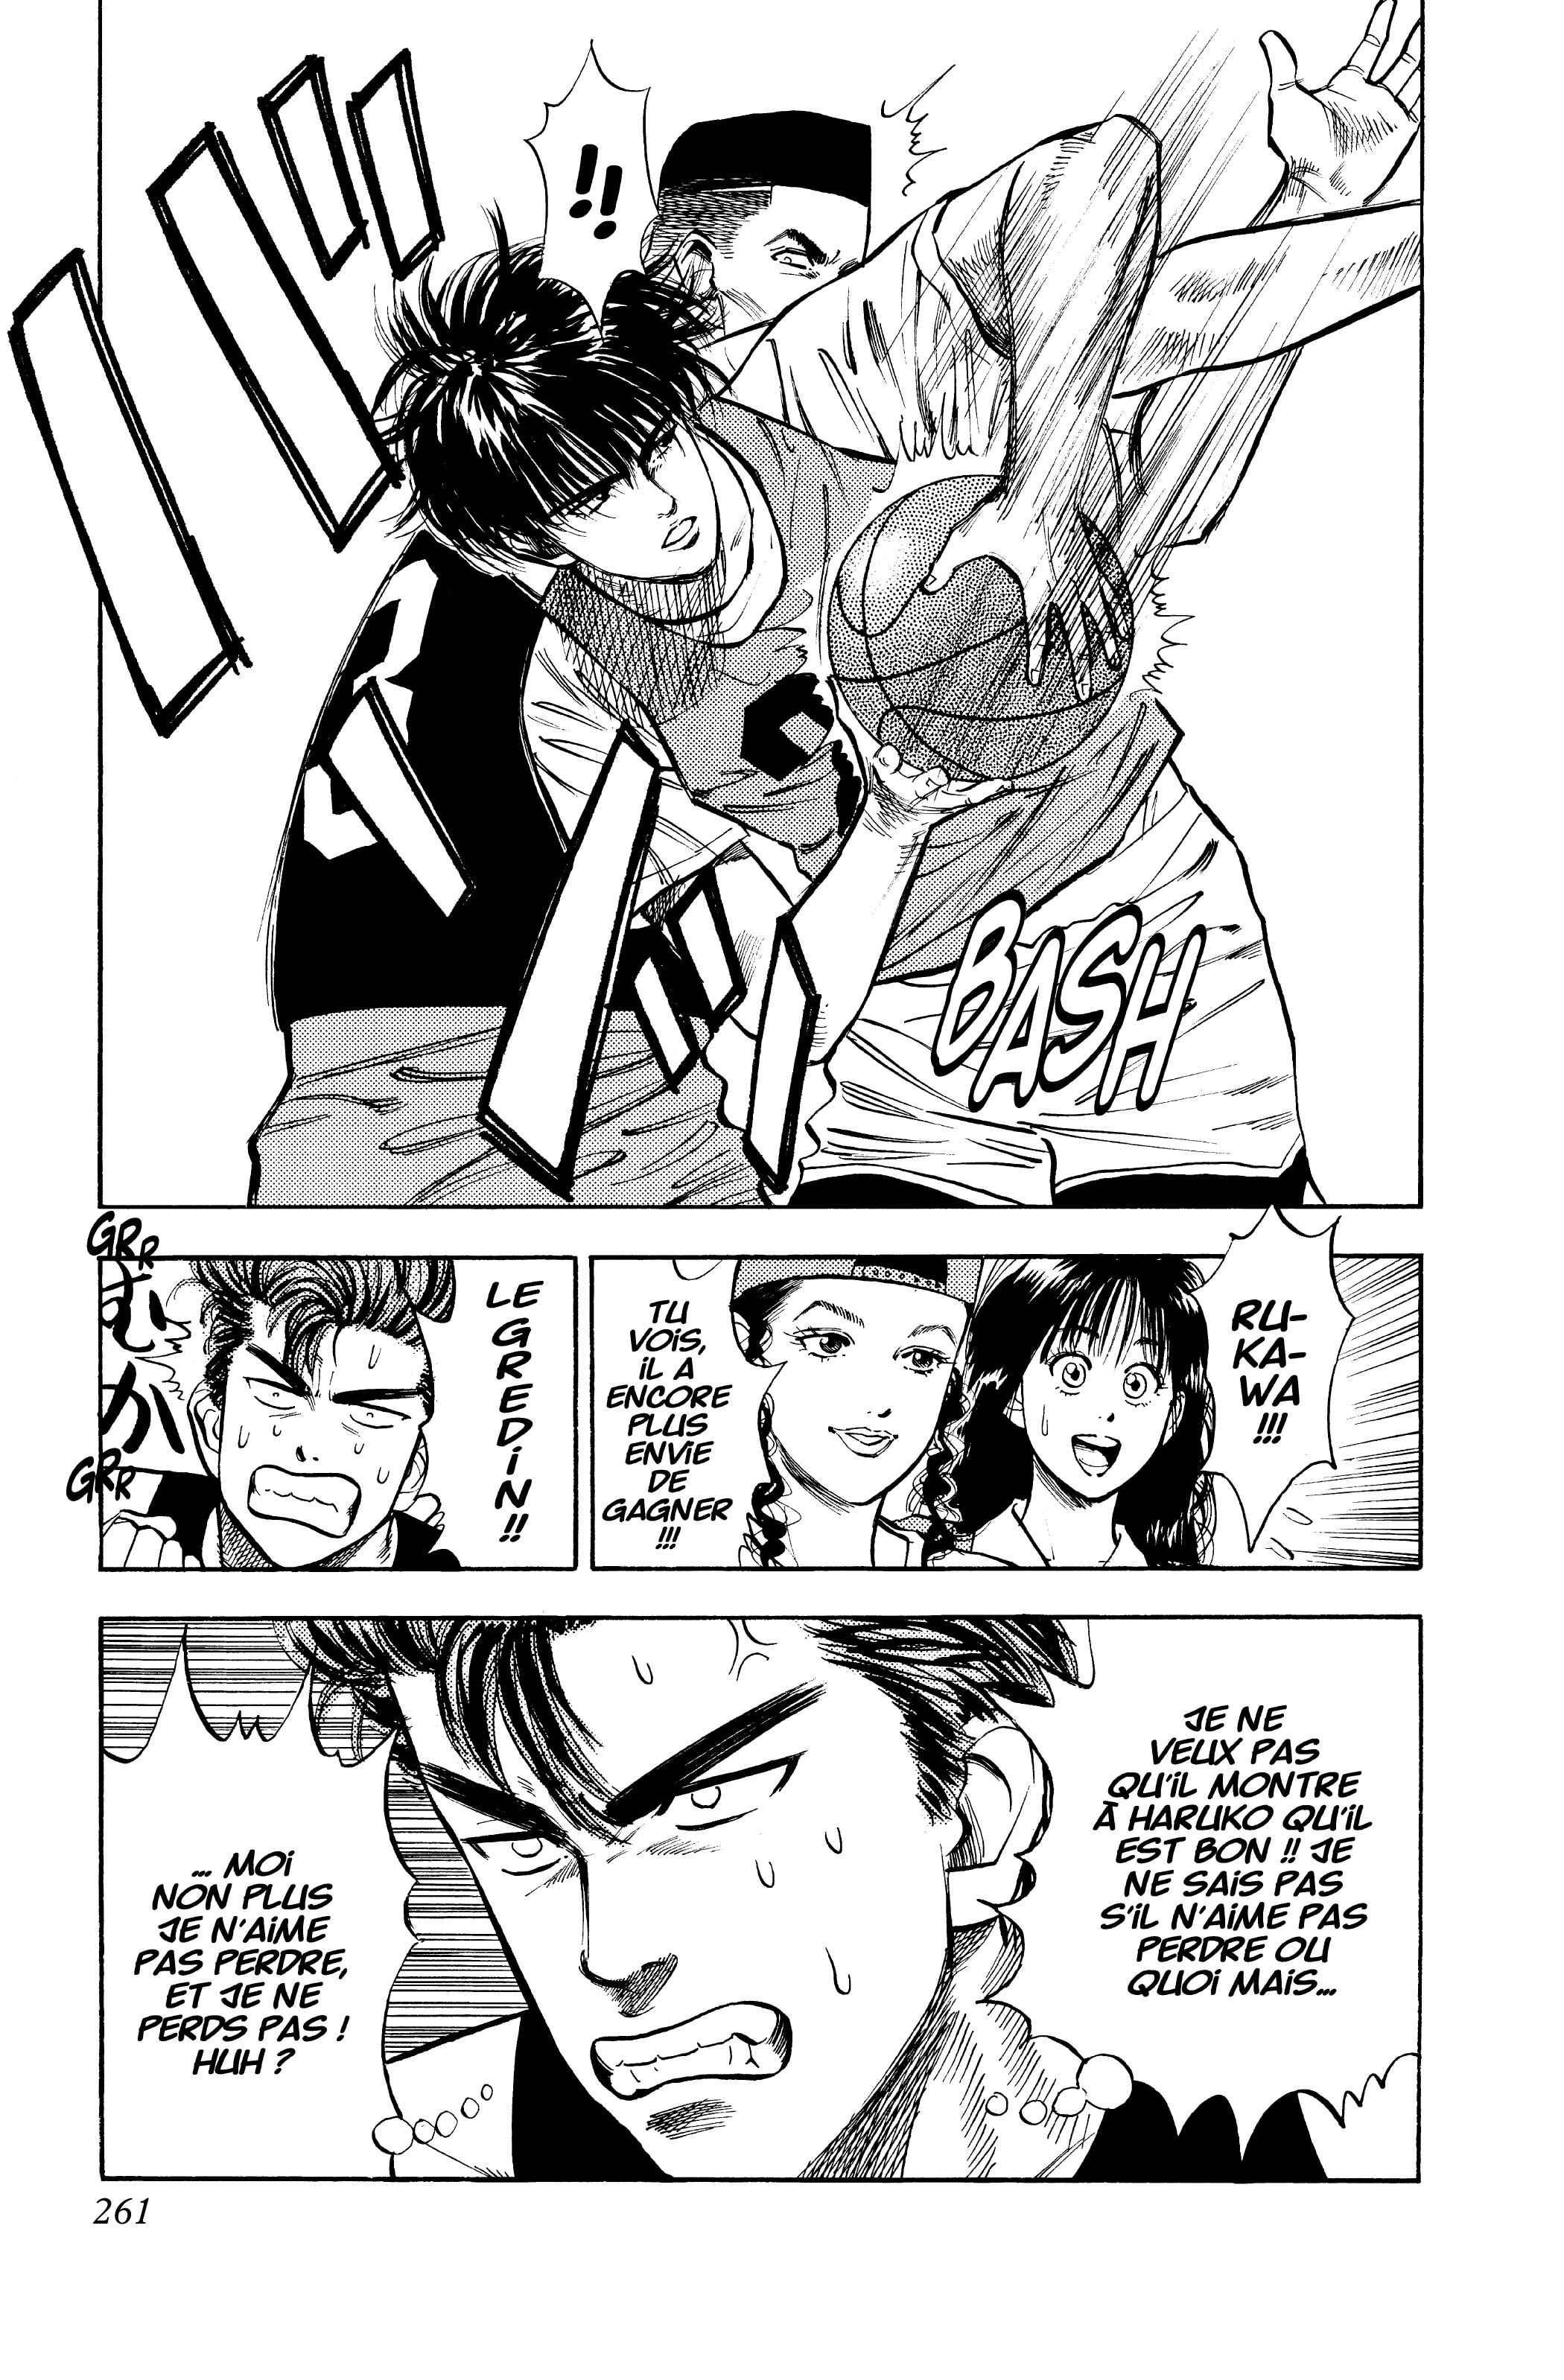 !!
BASH
RU-
KA-
WA
!!!
TU
VOIS,
IL A
ENCORE
PLUS
ENVIE
DE
GAGNER
!!!
LE
GREDIN!!
GRR
むか
GRR
JE NE
VEUX PAS
QU'IL MONTRE
À HARUKO QU'IL
EST BON !! JE
NE SAIS PAS
S'IL N'AIME PAS
PERDRE OU
QUOI MAIS...
... MOI
NON PLUS
JE N'AIME
PAS PERDRE,
ET JE NE
PERDS PAS !
HUH ?
261